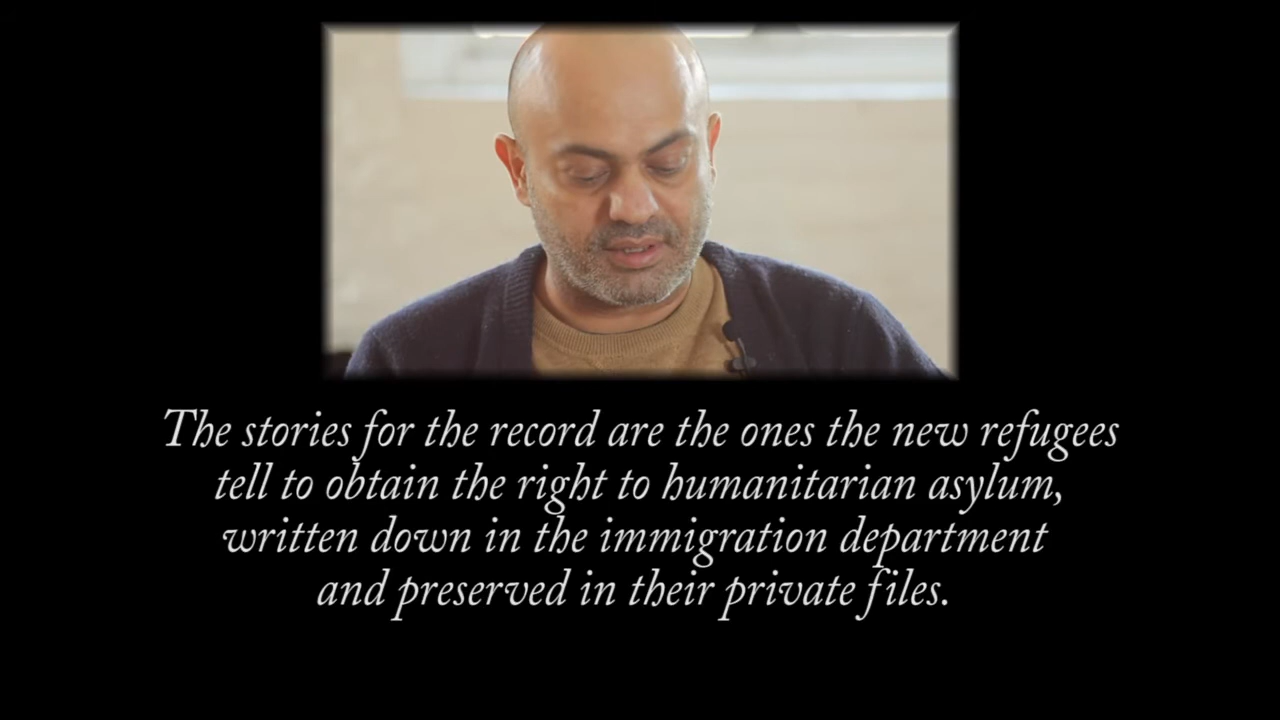 The stories for the record are the ones the new refugees
tell to obtain the right to humanitarian asylum,
written down in the immigration department
and preserved in their private files.